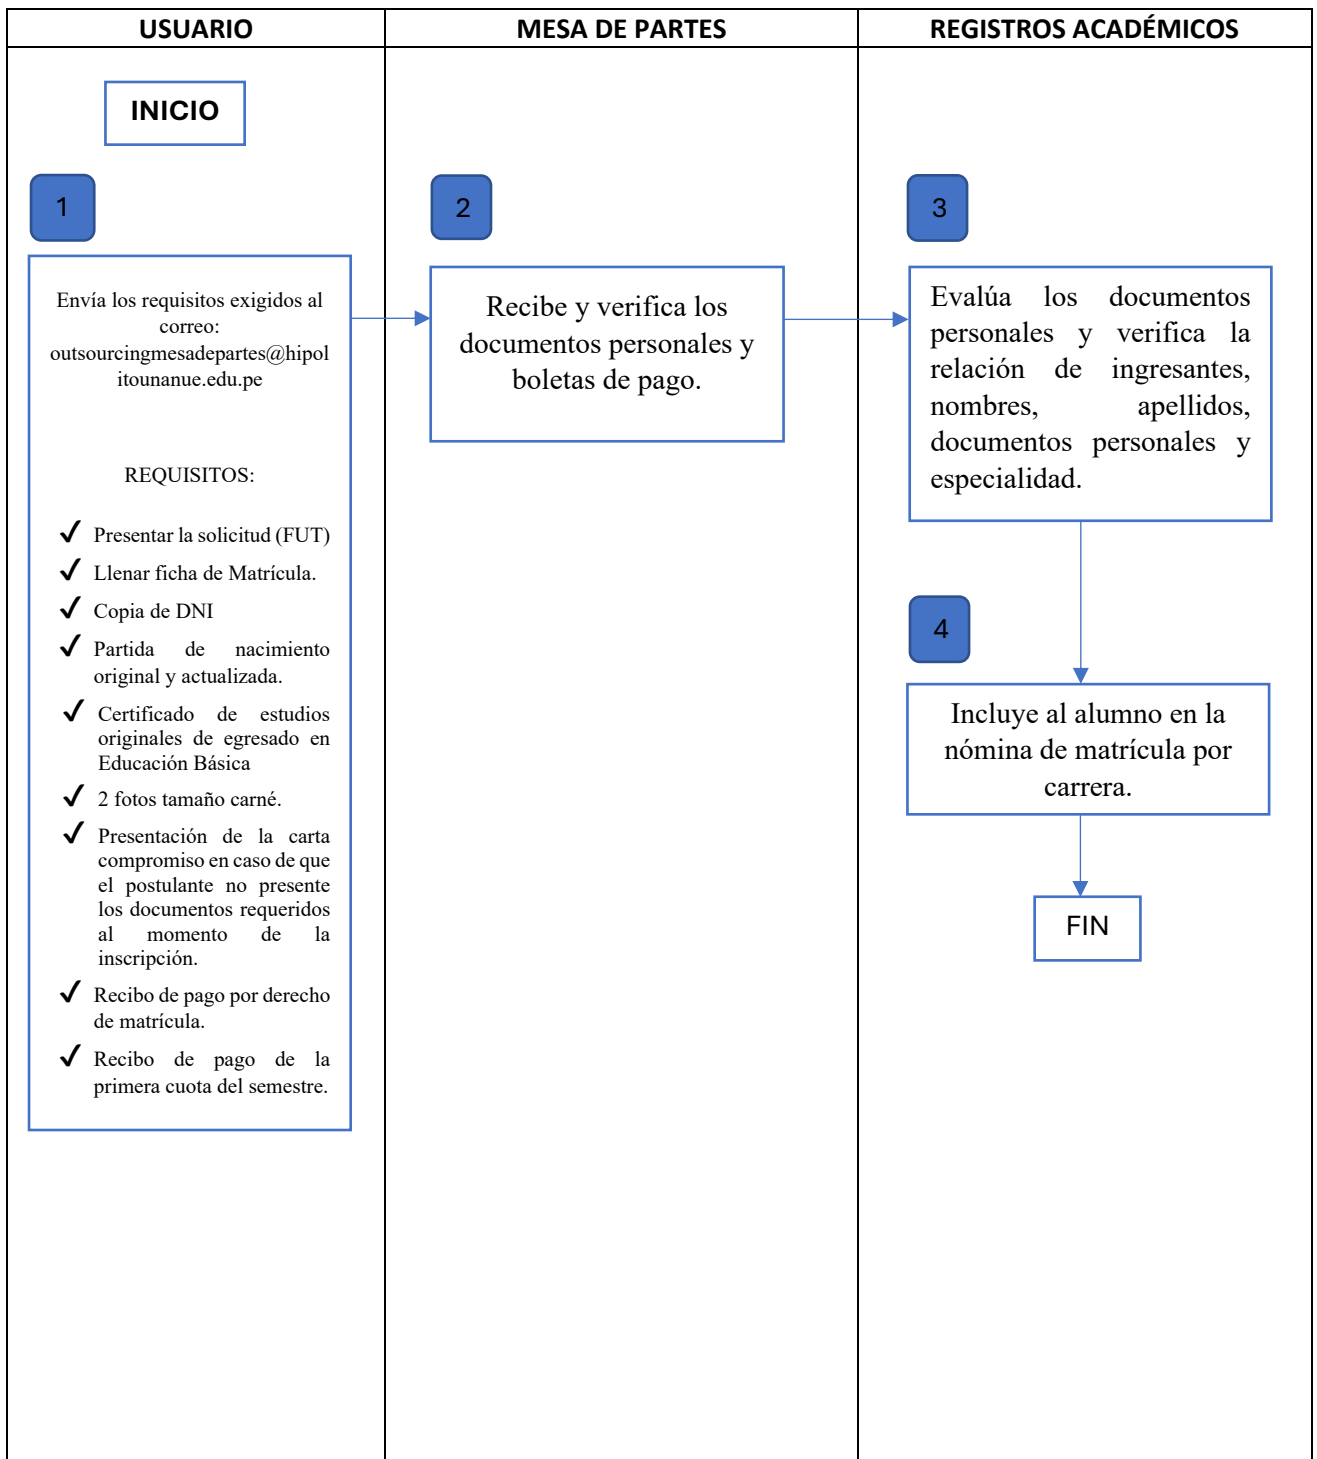 USUARIO
MESA DE PARTES
REGISTROS ACADÉMICOS
INICIO
1
Envía los requisitos exigidos al
correo:
outsourcingmesadepartes@hipol
itounanue.edu.pe
REQUISITOS:
Presentar la solicitud (FUT)
Llenar ficha de Matrícula.
Copia de DNI
Partida de nacimiento
original y actualizada.
Certificado de estudios
originales de egresado en
Educación Básica
2 fotos tamaño carné.
Presentación de la carta
compromiso en caso de que
el postulante no presente
los documentos requeridos
al momento de la
inscripción.
Recibo de pago por derecho
de matrícula.
Recibo de pago de la
primera cuota del semestre.
2
Recibe y verifica los
documentos personales y
boletas de pago.
3
Evalúa los documentos
personales y verifica la
relación de ingresantes,
nombres, apellidos,
documentos personales y
especialidad.
4
Incluye al alumno en la
nómina de matrícula por
carrera.
FIN